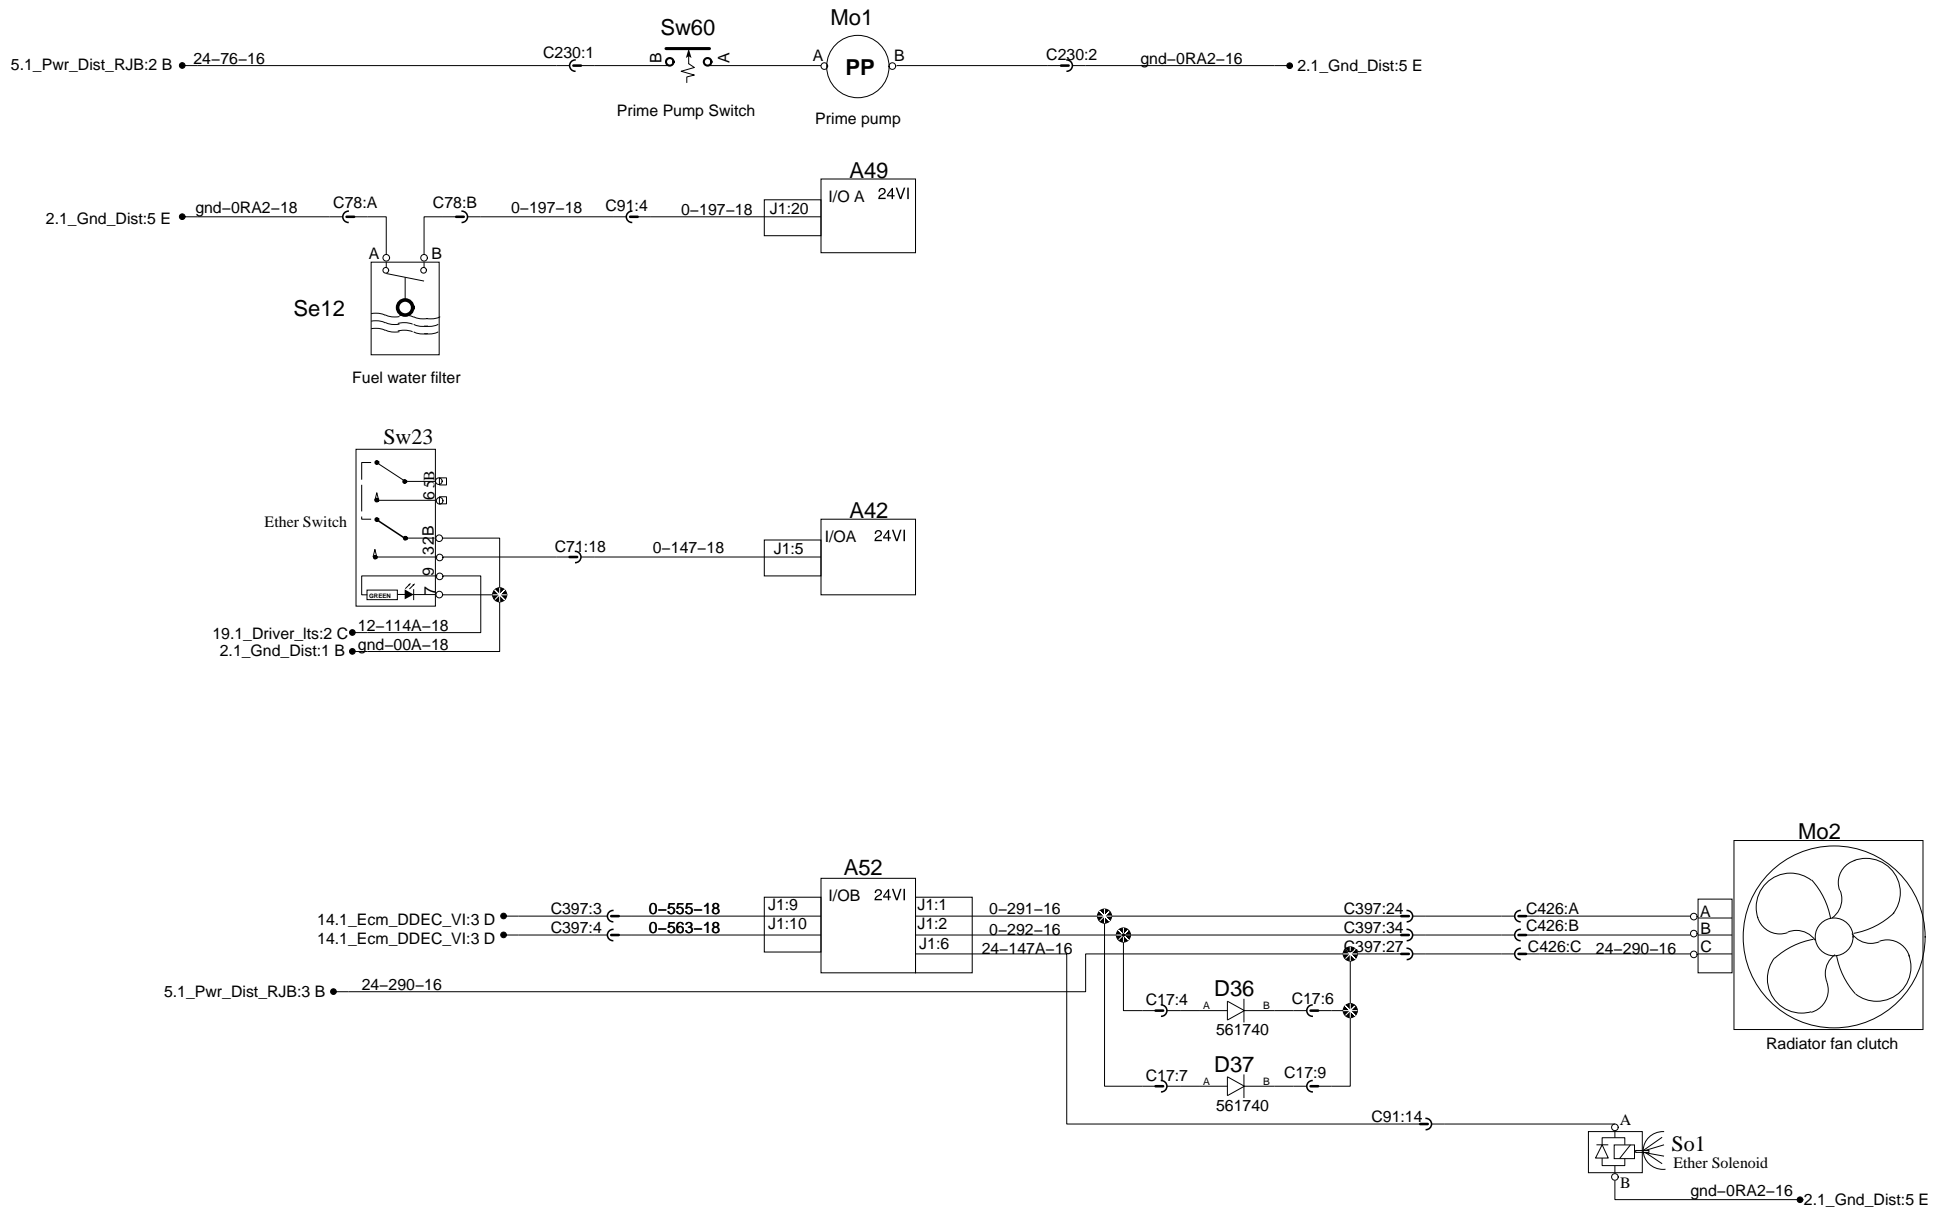 Sw60
Mo1
5.1_Pwr_Dist_RJB:2 B
24-76-16
C230:1
B
A
A
PP
B
C230:2
gnd-0RA2-16
2.1_Gnd_Dist:5 E
Prime Pump Switch
Prime pump
A49
I/O A 24VI
2.1_Gnd_Dist:5 E
gnd-0RA2-18
C78:A
C78:B
0-197-18
C91:4
0-197-18
J1:20
A
B
Se12
Fuel water filter
Sw23
5B
6
Ether Switch
2B
3
9
7
GREEN
C71:18
0-147-18
J1:5
A42
I/OA 24VI
19.1_Driver_lts:2 C
12-114A-18
2.1_Gnd_Dist:1 B
gnd-00A-18
Mo2
A52
I/OB 24VI
14.1_Ecm_DDEC_VI:3 D
C397:3
0-555-18
J1:9
J1:1
0-291-16
C397:24
C426:A
A
14.1_Ecm_DDEC_VI:3 D
C397:4
0-563-18
J1:10
J1:2
0-292-16
C397:34
C426:B
B
J1:6
24-147A-16
C397:27
C426:C
24-290-16
C
5.1_Pwr_Dist_RJB:3 B
24-290-16
D36
C17:4
A
B
C17:6
561740
Radiator fan clutch
D37
C17:7
A
B
C17:9
561740
C91:14
A
So1
Ether Solenoid
B
gnd-0RA2-16
2.1_Gnd_Dist:5 E